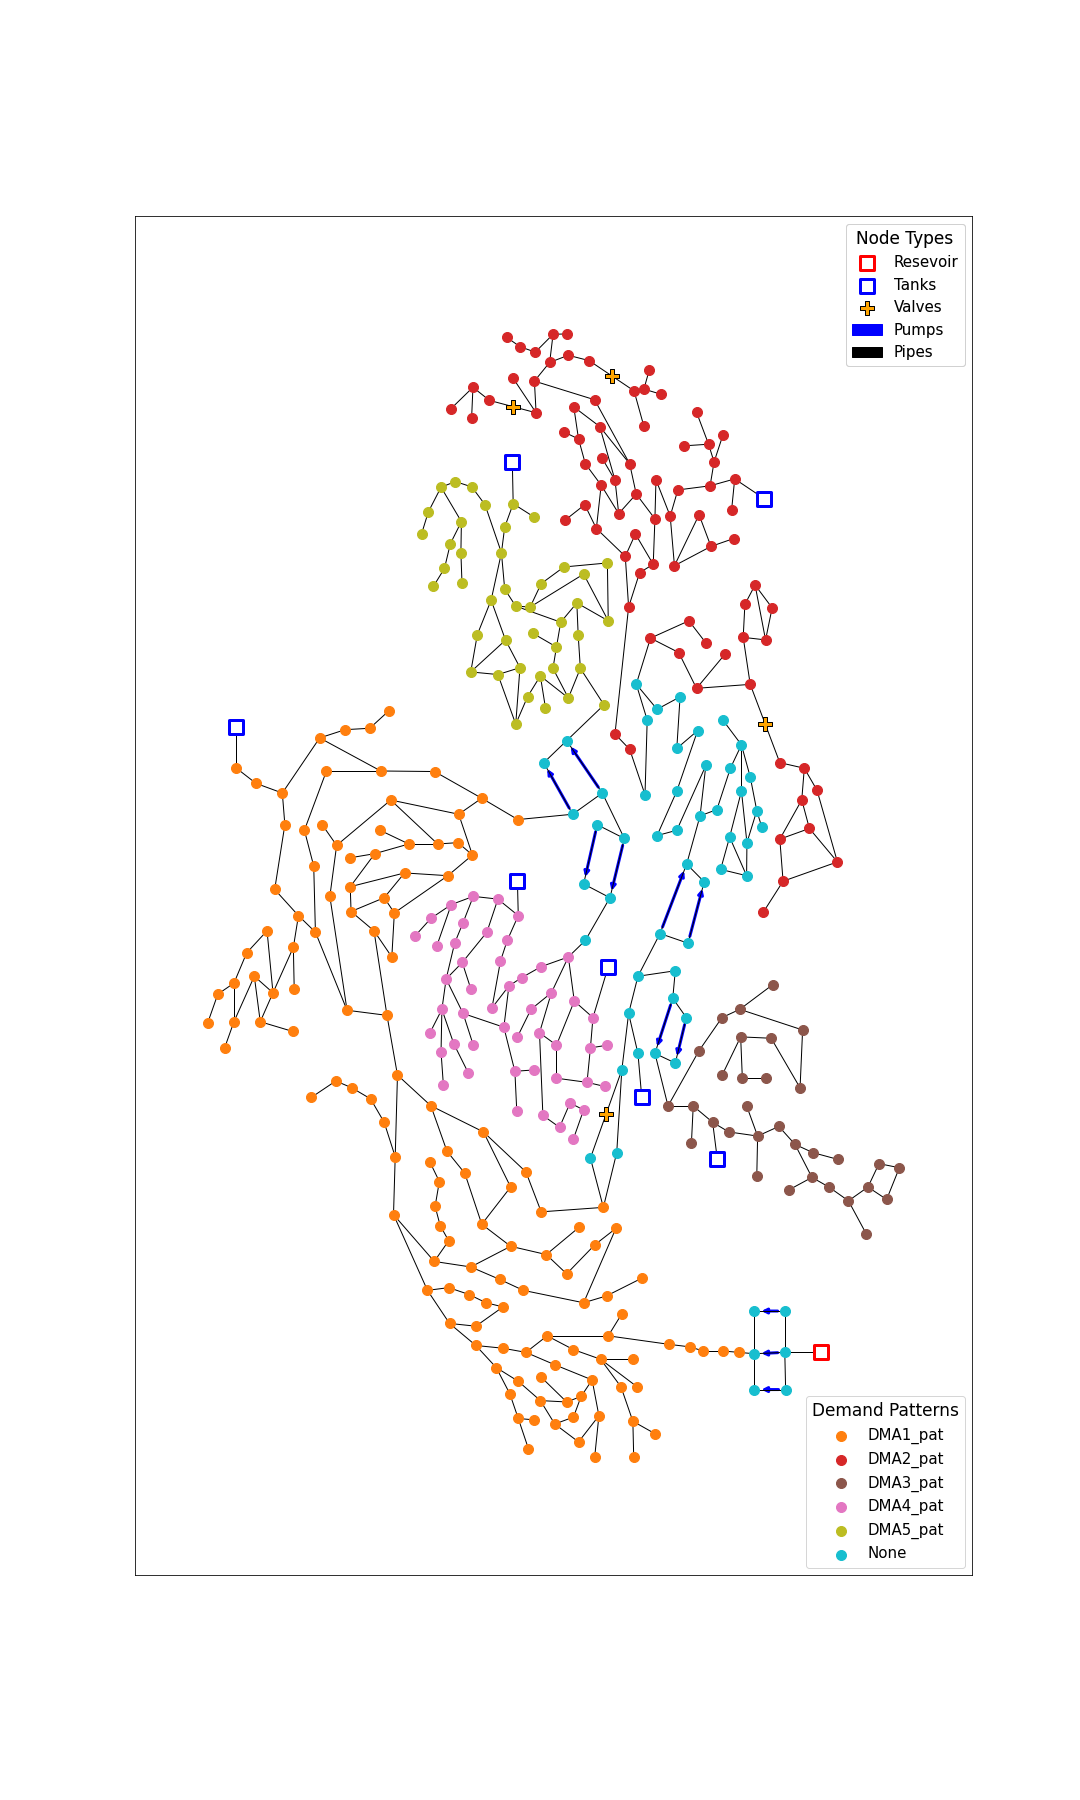 Node Types
Resevoir
Tanks
Valves
Pumps
Pipes
Demand Patterns
DMA1_pat
DMA2_pat
DMA3_pat
DMA4_pat
DMA5_pat
None